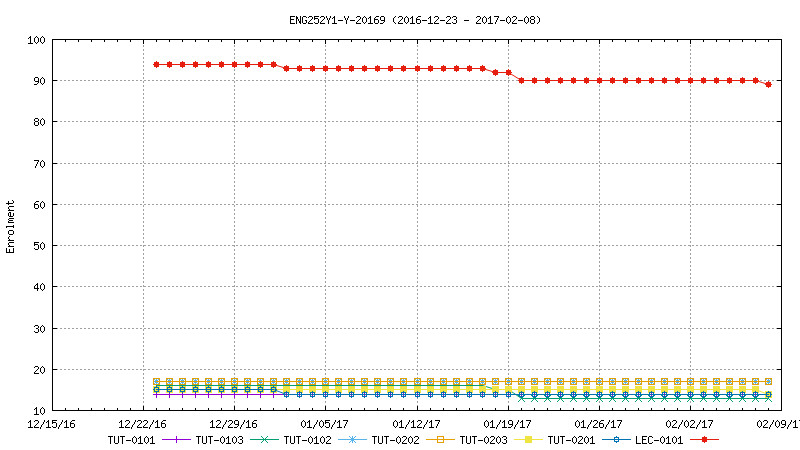 ENG252Y1-Y-20169 (2016-12-23 - 2017-02-08)
100
90
80
70
60
50
40
30
20
10
Enrolment
12/15/16 12/22/16 12/29/16 01/05/17 01/12/17 01/19/17 01/26/17 02/02/17 02/09/17
TUT-0101 TUT-0103 TUT-0102 TUT-0202 TUT-0203 TUT-0201 LEC-0101